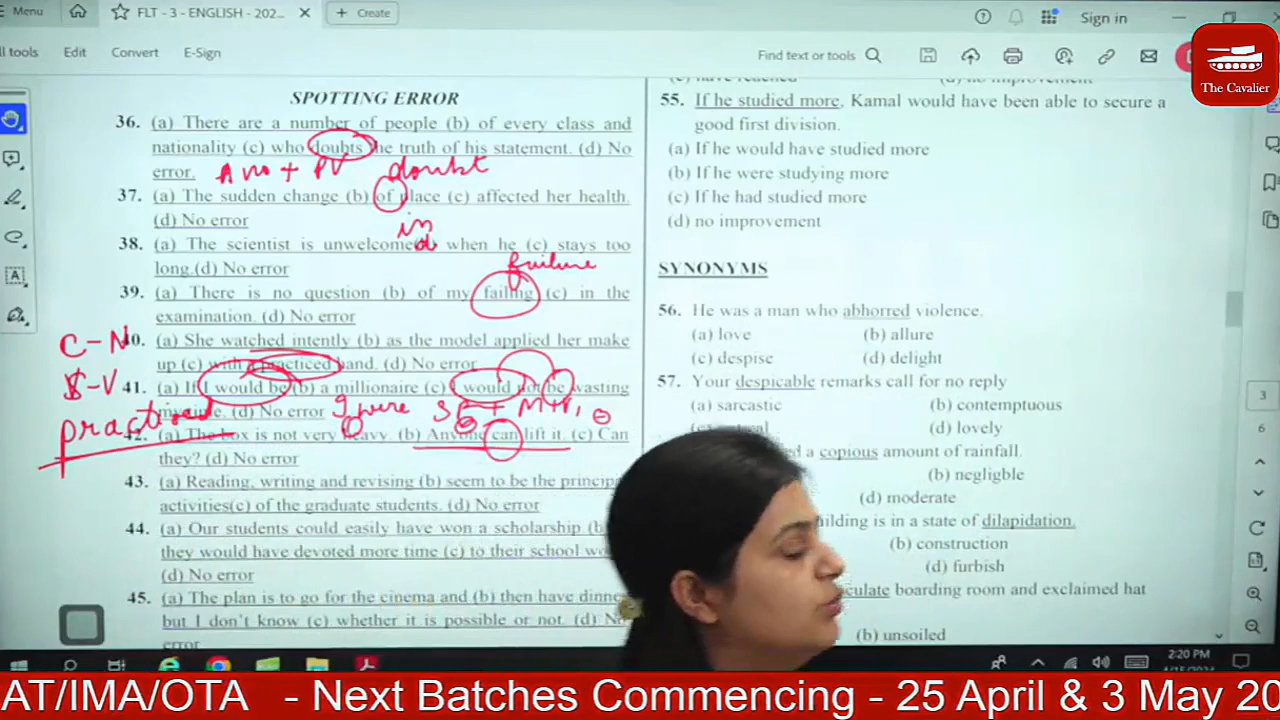 Menu
FLT - 3 - ENGLISH - 202...
Create
Sign in
ll tools
Edit
Convert
E-Sign
Find text or tools
The Cavalier
SPOTTING ERROR
36. (a) There are a number of people (b) of every class and
nationality (c) who doubts the truth of his statement. (d) No
error.
A no + PV doubt
37. (a) The sudden change (b) of place (c) affected her health.
(d) No error
in
38. (a) The scientist is unwelcomed when he (c) stays too
long.(d) No error
failure
39. (a) There is no question (b) of my failing (c) in the
examination. (d) No error
C-N
40. (a) She watched intently (b) as the model applied her make
up (c) with a practiced hand. (d) No error
S-V
41. (a) If I would be (b) a millionaire (c) I would not be wasting
my time. (d) No error
practised
I were
42. (a) The box is not very heavy. (b) Anyone can lift it. (c) Can
they? (d) No error
43. (a) Reading, writing and revising (b) seem to be the princip
activities(c) of the graduate students. (d) No error
44. (a) Our students could easily have won a scholarship (b
they would have devoted more time (c) to their school w
(d) No error
45. (a) The plan is to go for the cinema and (b) then have dinne
but I don't know (c) whether it is possible or not. (d) N
error
(d) no improvement
55. If he studied more, Kamal would have been able to secure a
good first division.
(a) If he would have studied more
(b) If he were studying more
(c) If he had studied more
(d) no improvement
SYNONYMS
56. He was a man who abhorred violence.
(a) love (b) allure
(c) despise (d) delight
57. Your despicable remarks call for no reply
(a) sarcastic (b) contemptuous
(d) lovely
d a copious amount of rainfall.
(b) negligible
(d) moderate
ilding is in a state of dilapidation.
(b) construction
(d) furbish
culate boarding room and exclaimed hat
(b) unsoiled
3
6
2:20 PM
AT/IMA/OTA - Next Batches Commencing - 25 April & 3 May 20